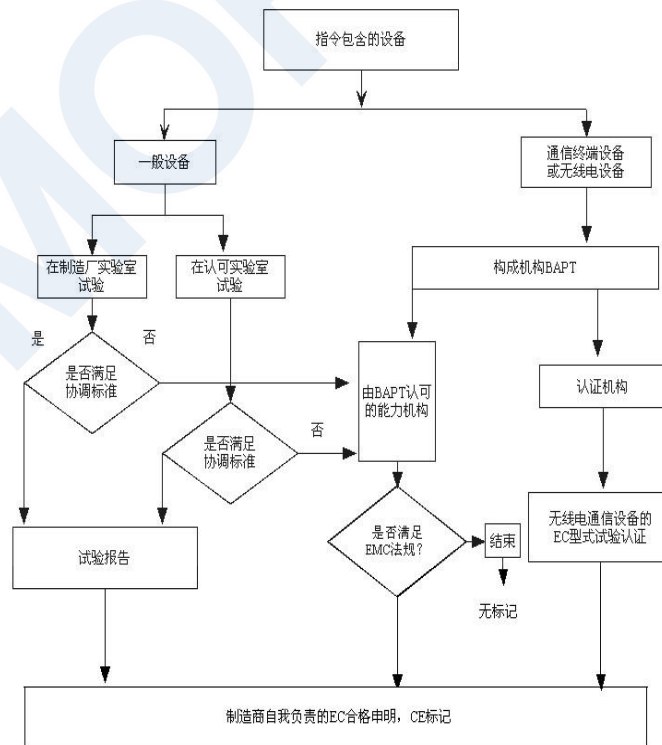 指令包含的设备
一般设备
通信终端设备
或无线电设备
在制造厂实验室
试验
在认可实验室
试验
构成机构BAPT
是
否
是否满足
协调标准
由BAPT认可
的能力机构
认证机构
否
是否满足
协调标准
试验报告
是否满足
EMC法规？
结束
无线电通信设备的
EC型式试验认证
无标记
制造商自我负责的EC合格申明，CE标记